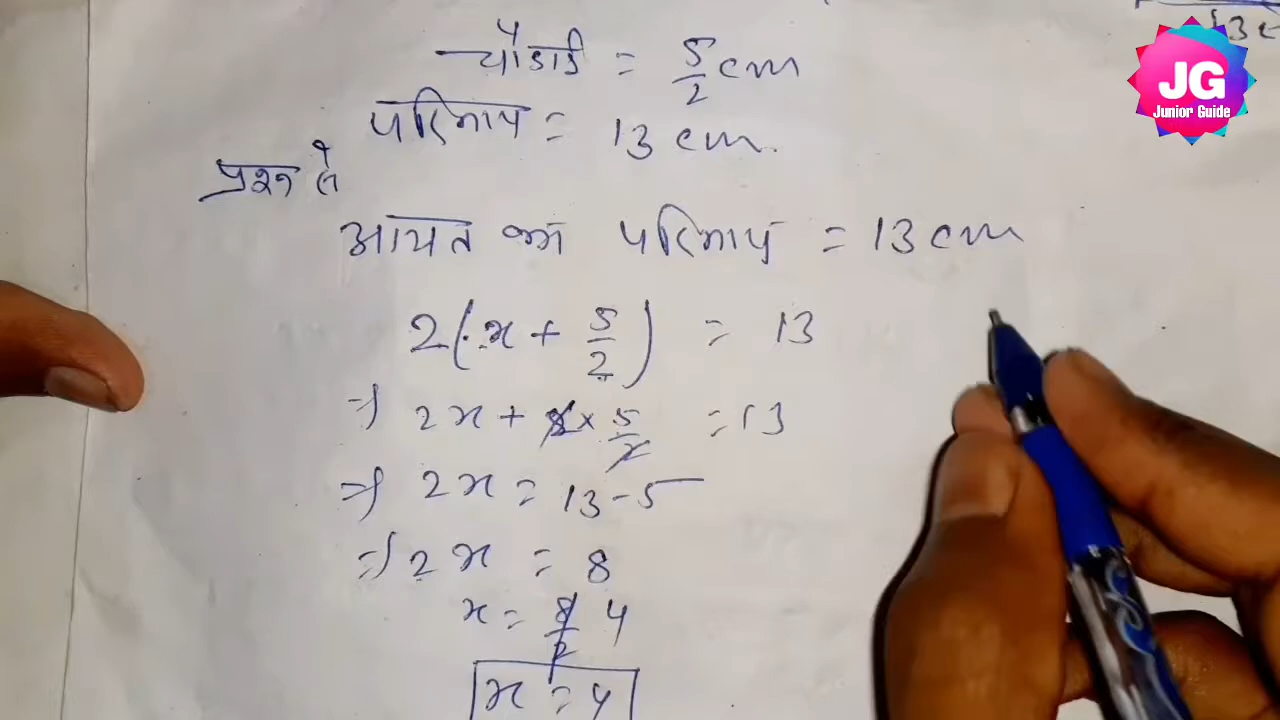 चौड़ाई = 5/2 cm
परिमाप = 13 cm.
प्रश्न से
आयत का परिमाप = 13 cm
2(x + 5/2) = 13
⇒ 2x + 2 × 5/2 = 13
⇒ 2x = 13 - 5
⇒ 2x = 8
x = 8/2 4
x = 4
JG
Junior Guide